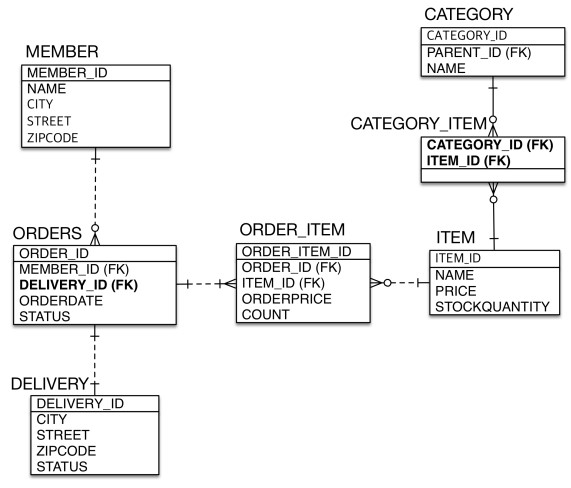 CATEGORY
CATEGORY_ID
PARENT_ID (FK)
NAME
MEMBER
MEMBER_ID
NAME
CITY
STREET
ZIPCODE
CATEGORY_ITEM
CATEGORY_ID (FK)
ITEM_ID (FK)
ORDERS
ORDER_ID
MEMBER_ID (FK)
DELIVERY_ID (FK)
ORDERDATE
STATUS
ORDER_ITEM
ORDER_ITEM_ID
ORDER_ID (FK)
ITEM_ID (FK)
ORDERPRICE
COUNT
ITEM
ITEM_ID
NAME
PRICE
STOCKQUANTITY
DELIVERY
DELIVERY_ID
CITY
STREET
ZIPCODE
STATUS